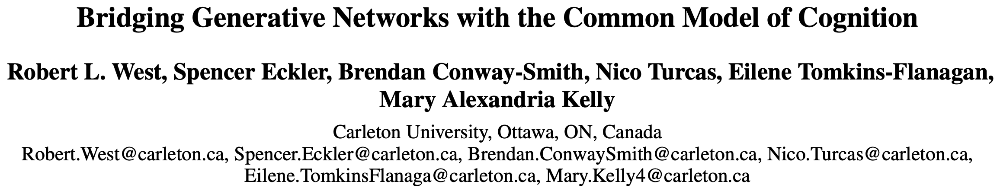 Bridging Generative Networks with the Common Model of Cognition
Robert L. West, Spencer Eckler, Brendan Conway-Smith, Nico Turcas, Eilene Tomkins-Flanagan,
Mary Alexandria Kelly
Carleton University, Ottawa, ON, Canada
Robert.West@carleton.ca, Spencer.Eckler@carleton.ca, Brendan.ConwaySmith@carleton.ca, Nico.Turcas@carleton.ca,
Eilene.TomkinsFlanaga@carleton.ca, Mary.Kelly4@carleton.ca